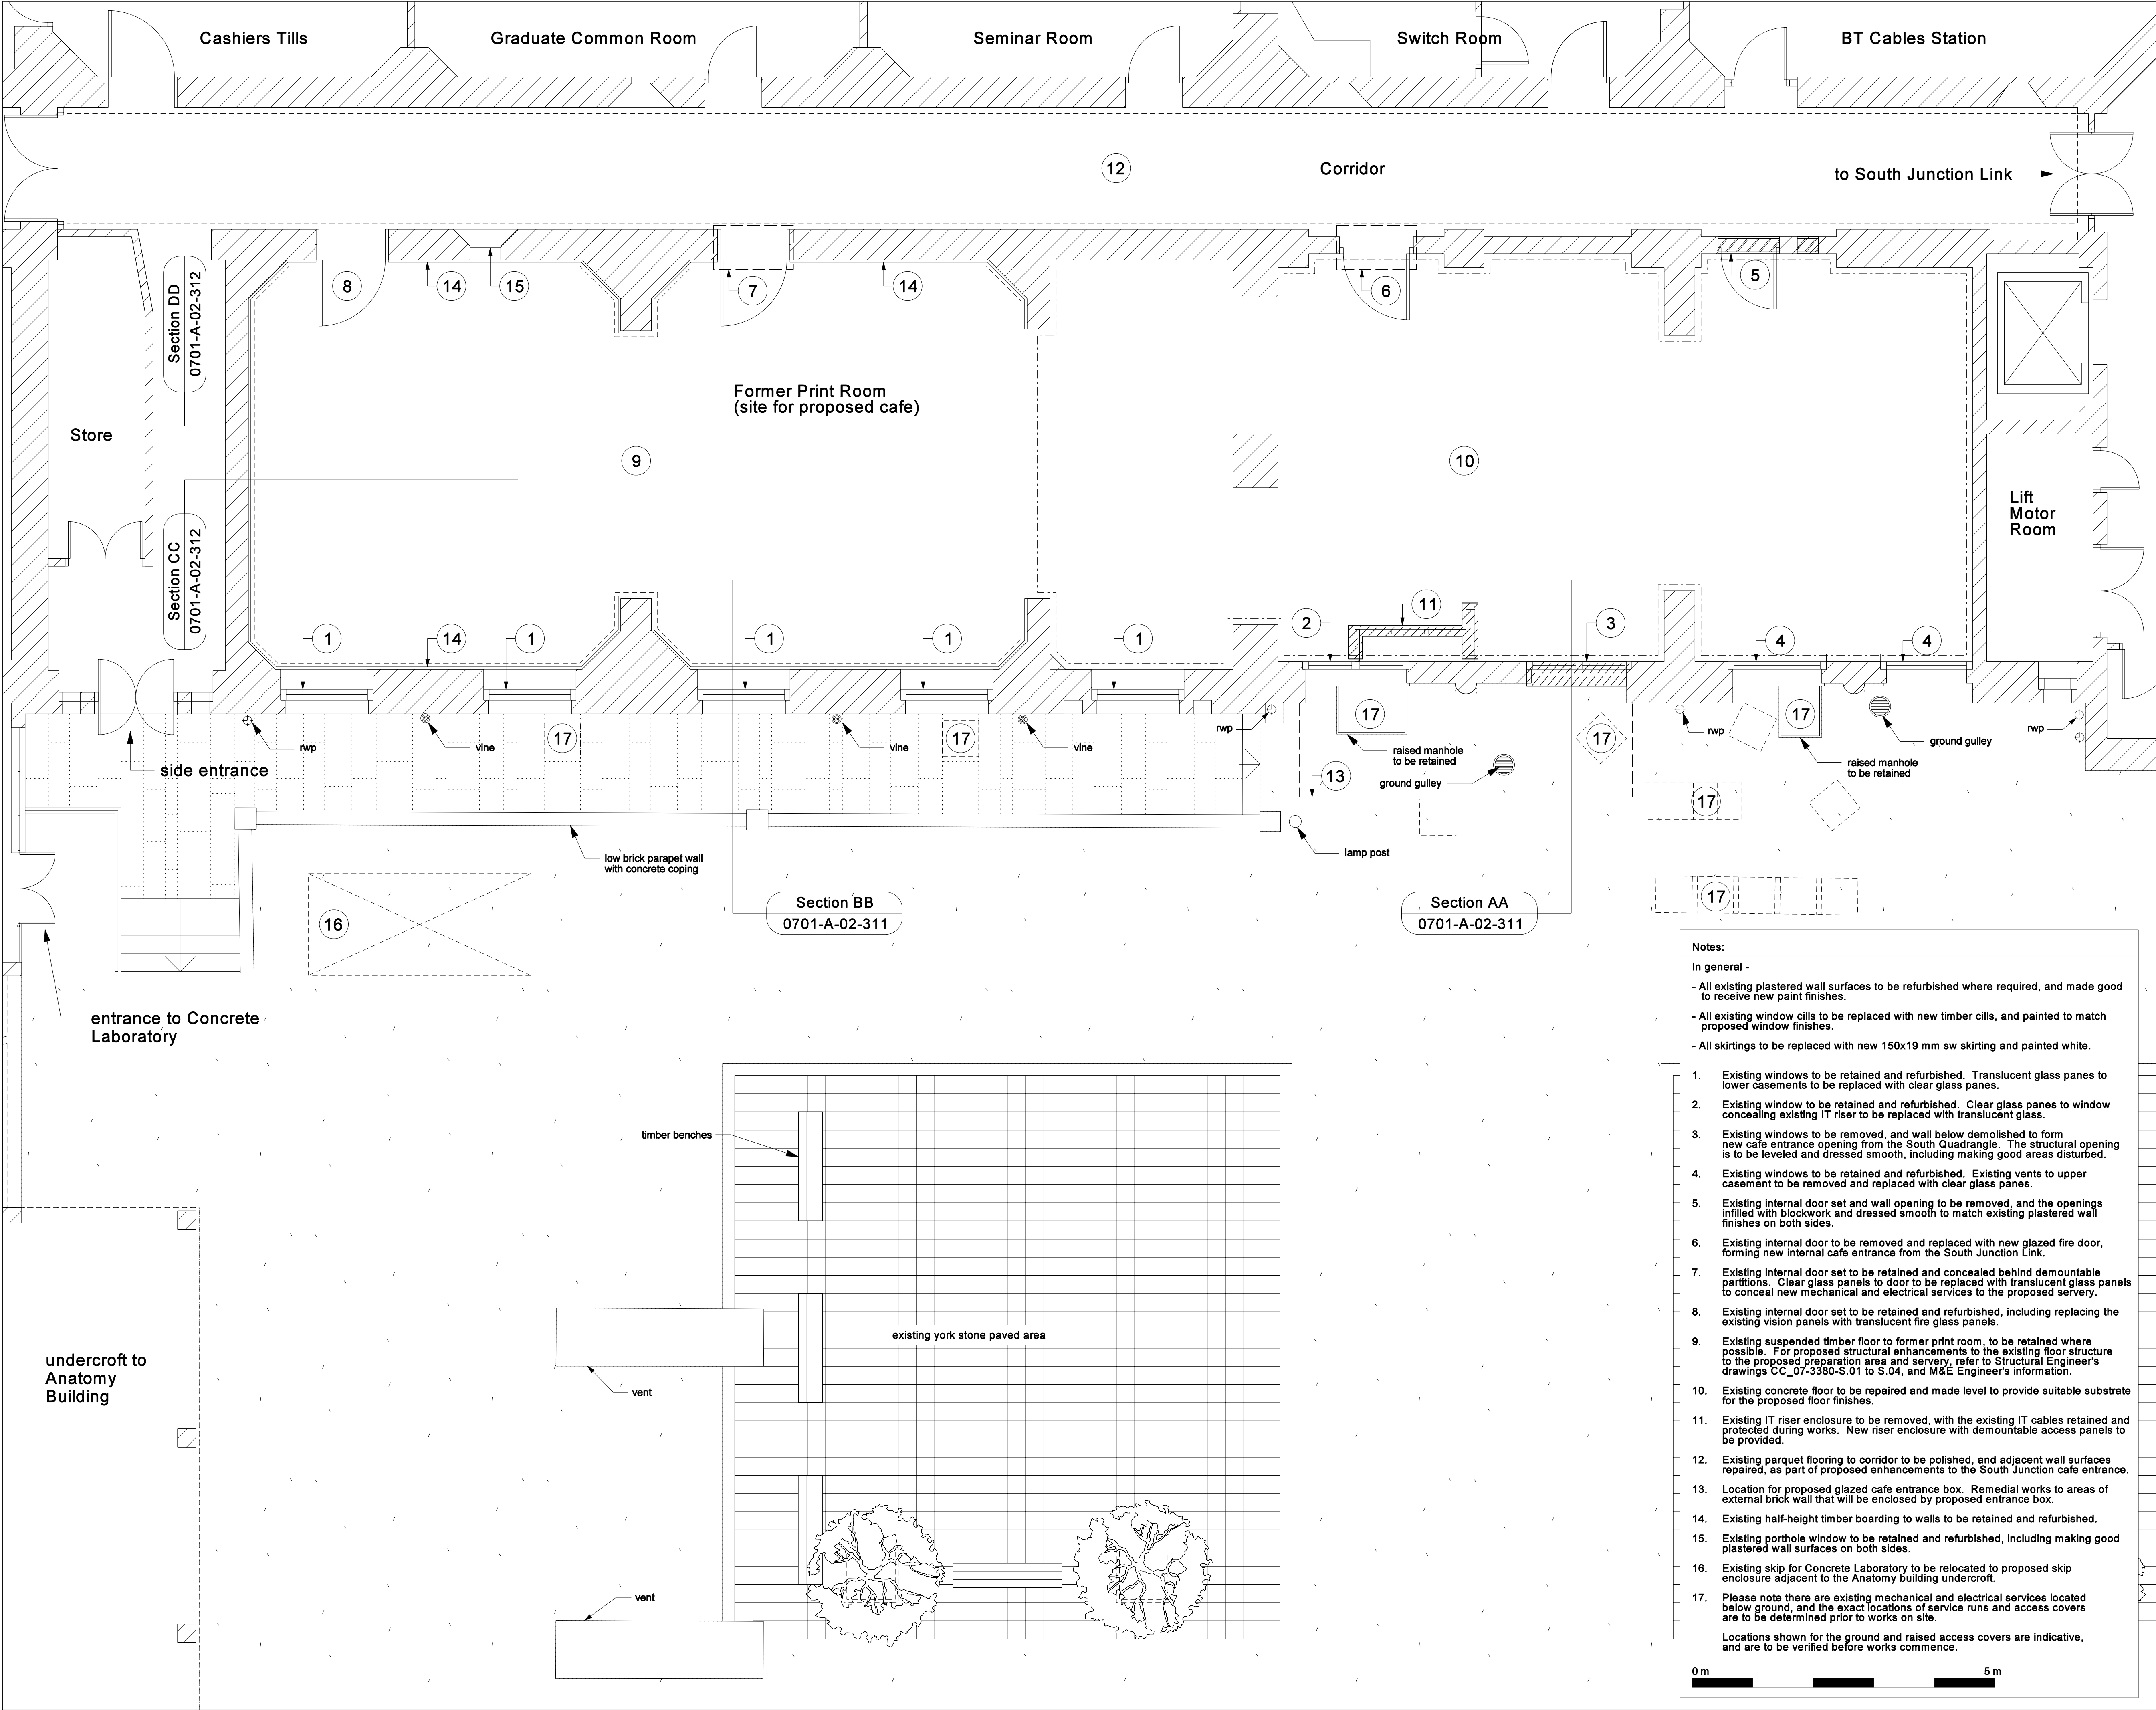 Cashiers Tills
Graduate Common Room
Seminar Room
Switch Room
BT Cables Station
12
Corridor
to South Junction Link
Section DD
0701-A-02-312
8
14
15
7
14
6
5
Former Print Room
(site for proposed cafe)
Store
9
10
Lift
Motor
Room
Section CC
0701-A-02-312
1
14
1
1
1
1
2
11
3
4
4
rwp
vine
17
vine
17
vine
rwp
17
raised manhole
to be retained
17
rwp
17
raised manhole
to be retained
ground gulley
rwp
side entrance
13
ground gulley
17
low brick parapet wall
with concrete coping
lamp post
16
Section BB
0701-A-02-311
Section AA
0701-A-02-311
17
entrance to Concrete
Laboratory
timber benches
existing york stone paved area
undercroft to
Anatomy
Building
vent
vent
Notes:
In general -
- All existing plastered wall surfaces to be refurbished where required, and made good
to receive new paint finishes.
- All existing window cills to be replaced with new timber cills, and painted to match
proposed window finishes.
- All skirtings to be replaced with new 150x19 mm sw skirting and painted white.
1. Existing windows to be retained and refurbished. Translucent glass panes to
lower casements to be replaced with clear glass panes.
2. Existing window to be retained and refurbished. Clear glass panes to window
concealing existing IT riser to be replaced with translucent glass.
3. Existing windows to be removed, and wall below demolished to form
new cafe entrance opening from the South Quadrangle. The structural opening
is to be leveled and dressed smooth, including making good areas disturbed.
4. Existing windows to be retained and refurbished. Existing vents to upper
casement to be removed and replaced with clear glass panes.
5. Existing internal door set and wall opening to be removed, and the openings
infilled with blockwork and dressed smooth to match existing plastered wall
finishes on both sides.
6. Existing internal door to be removed and replaced with new glazed fire door,
forming new internal cafe entrance from the South Junction Link.
7. Existing internal door set to be retained and concealed behind demountable
partitions. Clear glass panels to door to be replaced with translucent glass panels
to conceal new mechanical and electrical services to the proposed servery.
8. Existing internal door set to be retained and refurbished, including replacing the
existing vision panels with translucent fire glass panels.
9. Existing suspended timber floor to former print room, to be retained where
possible. For proposed structural enhancements to the existing floor structure
to the proposed preparation area and servery, refer to Structural Engineer's
drawings CC_07-3380-S.01 to S.04, and M&E Engineer's information.
10. Existing concrete floor to be repaired and made level to provide suitable substrate
for the proposed floor finishes.
11. Existing IT riser enclosure to be removed, with the existing IT cables retained and
protected during works. New riser enclosure with demountable access panels to
be provided.
12. Existing parquet flooring to corridor to be polished, and adjacent wall surfaces
repaired, as part of proposed enhancements to the South Junction cafe entrance.
13. Location for proposed glazed cafe entrance box. Remedial works to areas of
external brick wall that will be enclosed by proposed entrance box.
14. Existing half-height timber boarding to walls to be retained and refurbished.
15. Existing porthole window to be retained and refurbished, including making good
plastered wall surfaces on both sides.
16. Existing skip for Concrete Laboratory to be relocated to proposed skip
enclosure adjacent to the Anatomy building undercroft.
17. Please note there are existing mechanical and electrical services located
below ground, and the exact locations of service runs and access covers
are to be determined prior to works on site.
Locations shown for the ground and raised access covers are indicative,
and are to be verified before works commence.
0 m 5 m